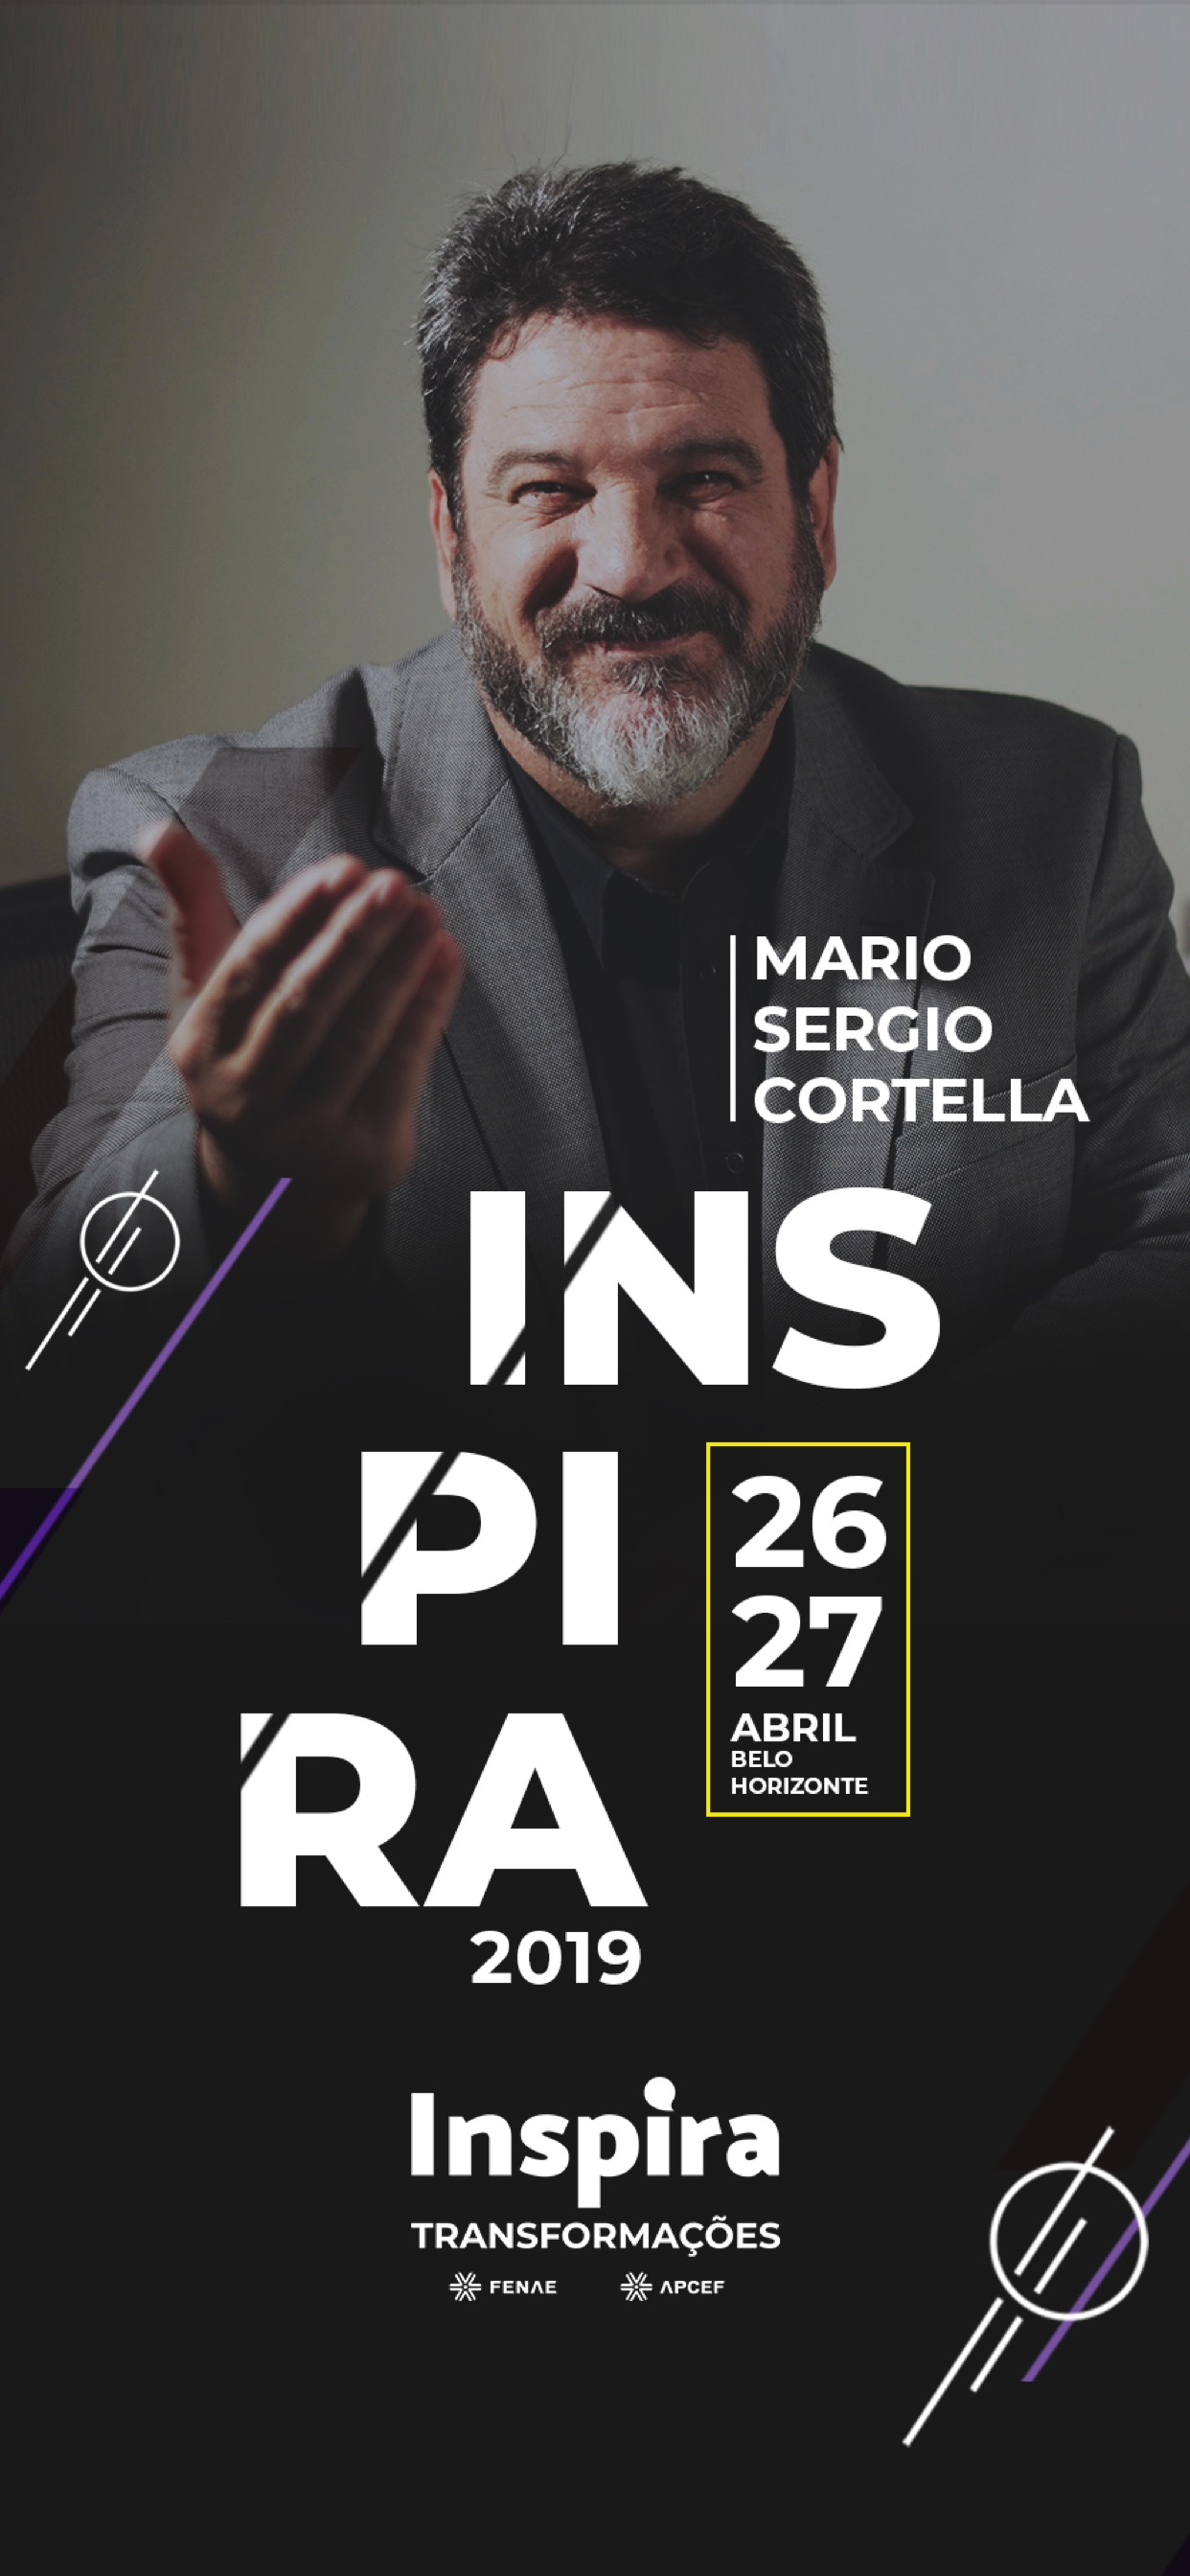 MARIO
SERGIO
CORTELLA
INS
PI
RA
2019
26
27
ABRIL
BELO
HORIZONTE
Inspira
TRANSFORMAÇÕES
FENAE APCEF